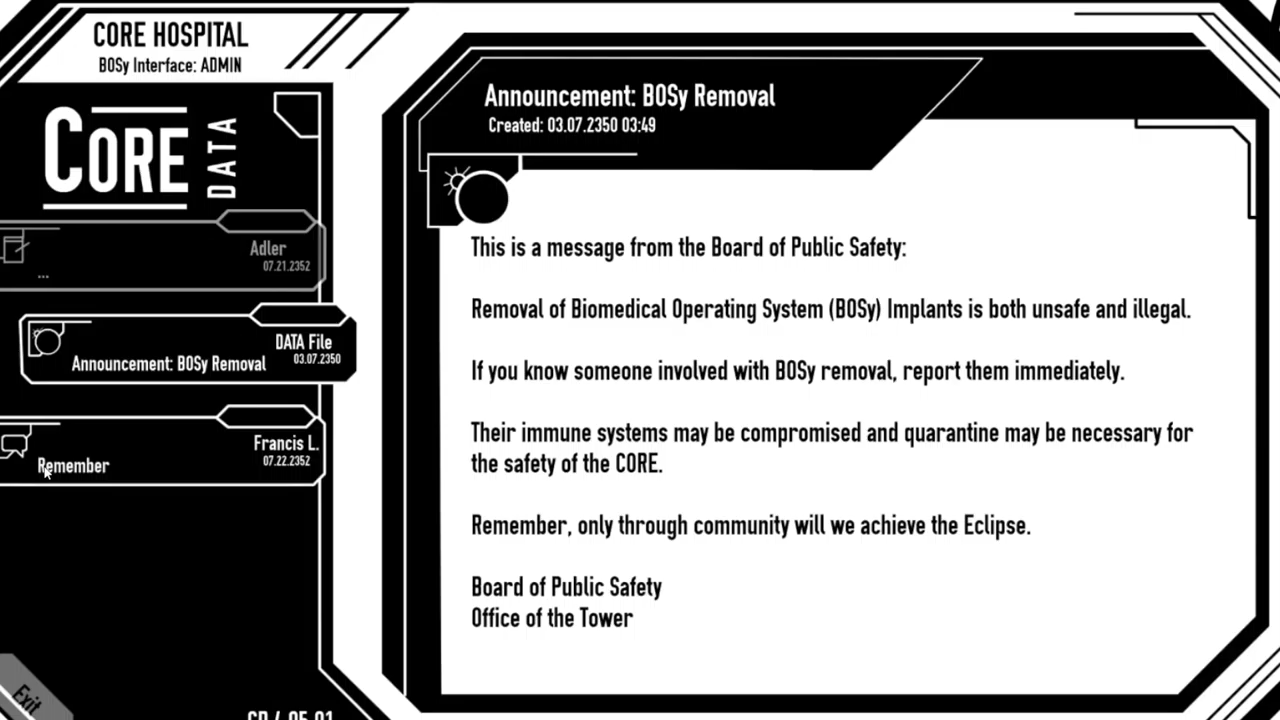 CORE HOSPITAL
BOSy Interface: ADMIN
CORE
DATA
Adler
07.21.2352
...
DATA File
03.07.2350
Announcement: BOSy Removal
Francis L.
07.22.2352
Remember
Exit
Announcement: BOSy Removal
Created: 03.07.2350 03:49
This is a message from the Board of Public Safety:
Removal of Biomedical Operating System (BOSy) Implants is both unsafe and illegal.
If you know someone involved with BOSy removal, report them immediately.
Their immune systems may be compromised and quarantine may be necessary for
the safety of the CORE.
Remember, only through community will we achieve the Eclipse.
Board of Public Safety
Office of the Tower